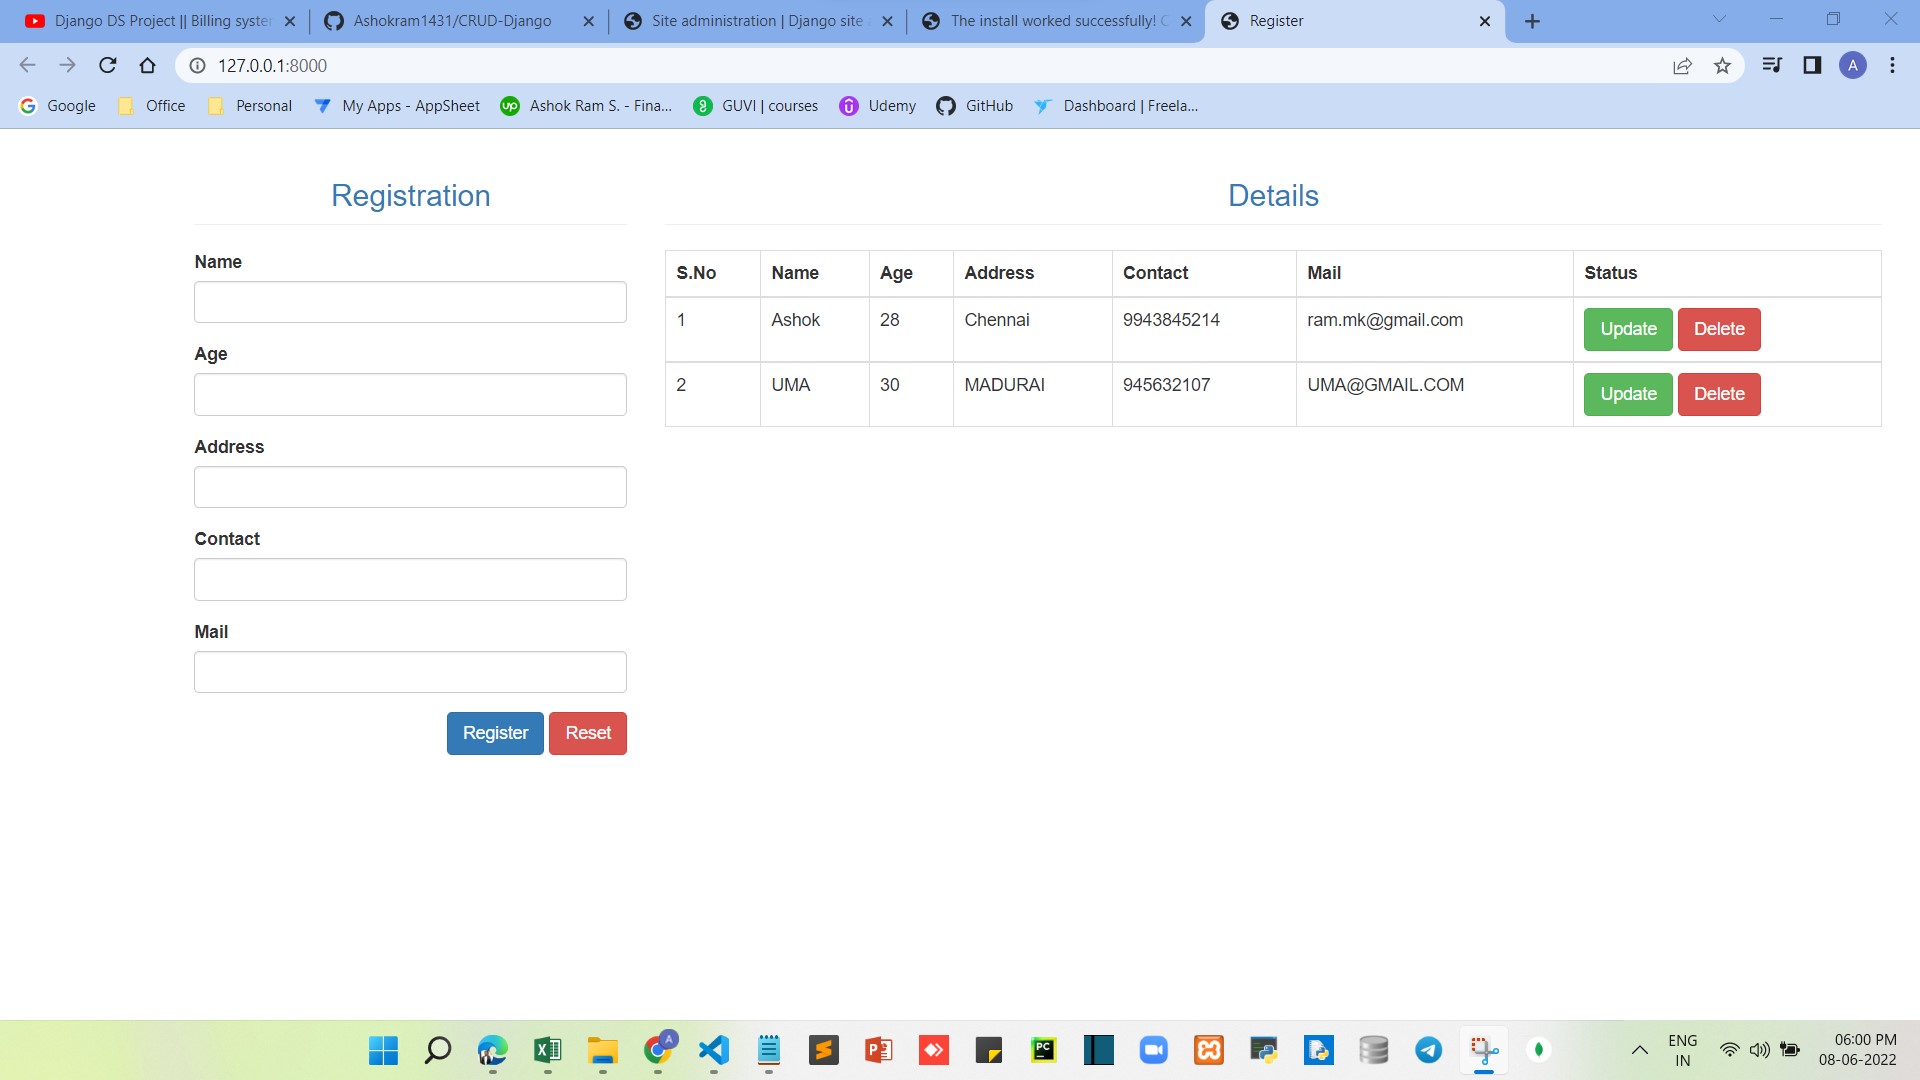 Django DS Project || Billing syster
Ashokram1431/CRUD-Django
Site administration | Django site
The install worked successfully! C
Register
127.0.0.1:8000
A
Google
Office
Personal
My Apps - AppSheet
Ashok Ram S. - Fina...
GUVI | courses
Udemy
GitHub
Dashboard | Freela...
Registration
Name
Age
Address
Contact
Mail
Register Reset
Details
S.No Name Age Address Contact Mail Status
1 Ashok 28 Chennai 9943845214 ram.mk@gmail.com Update Delete
2 UMA 30 MADURAI 945632107 UMA@GMAIL.COM Update Delete
ENG
IN
06:00 PM
08-06-2022